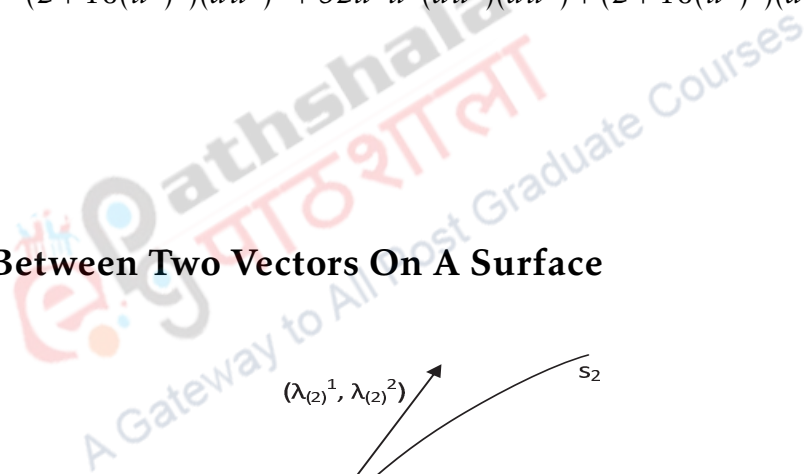 Between Two Vectors On A Surface
(λ₍₂₎¹, λ₍₂₎²)
s₂
Pathshala
पाठशाला
A Gateway to All Post Graduate Courses